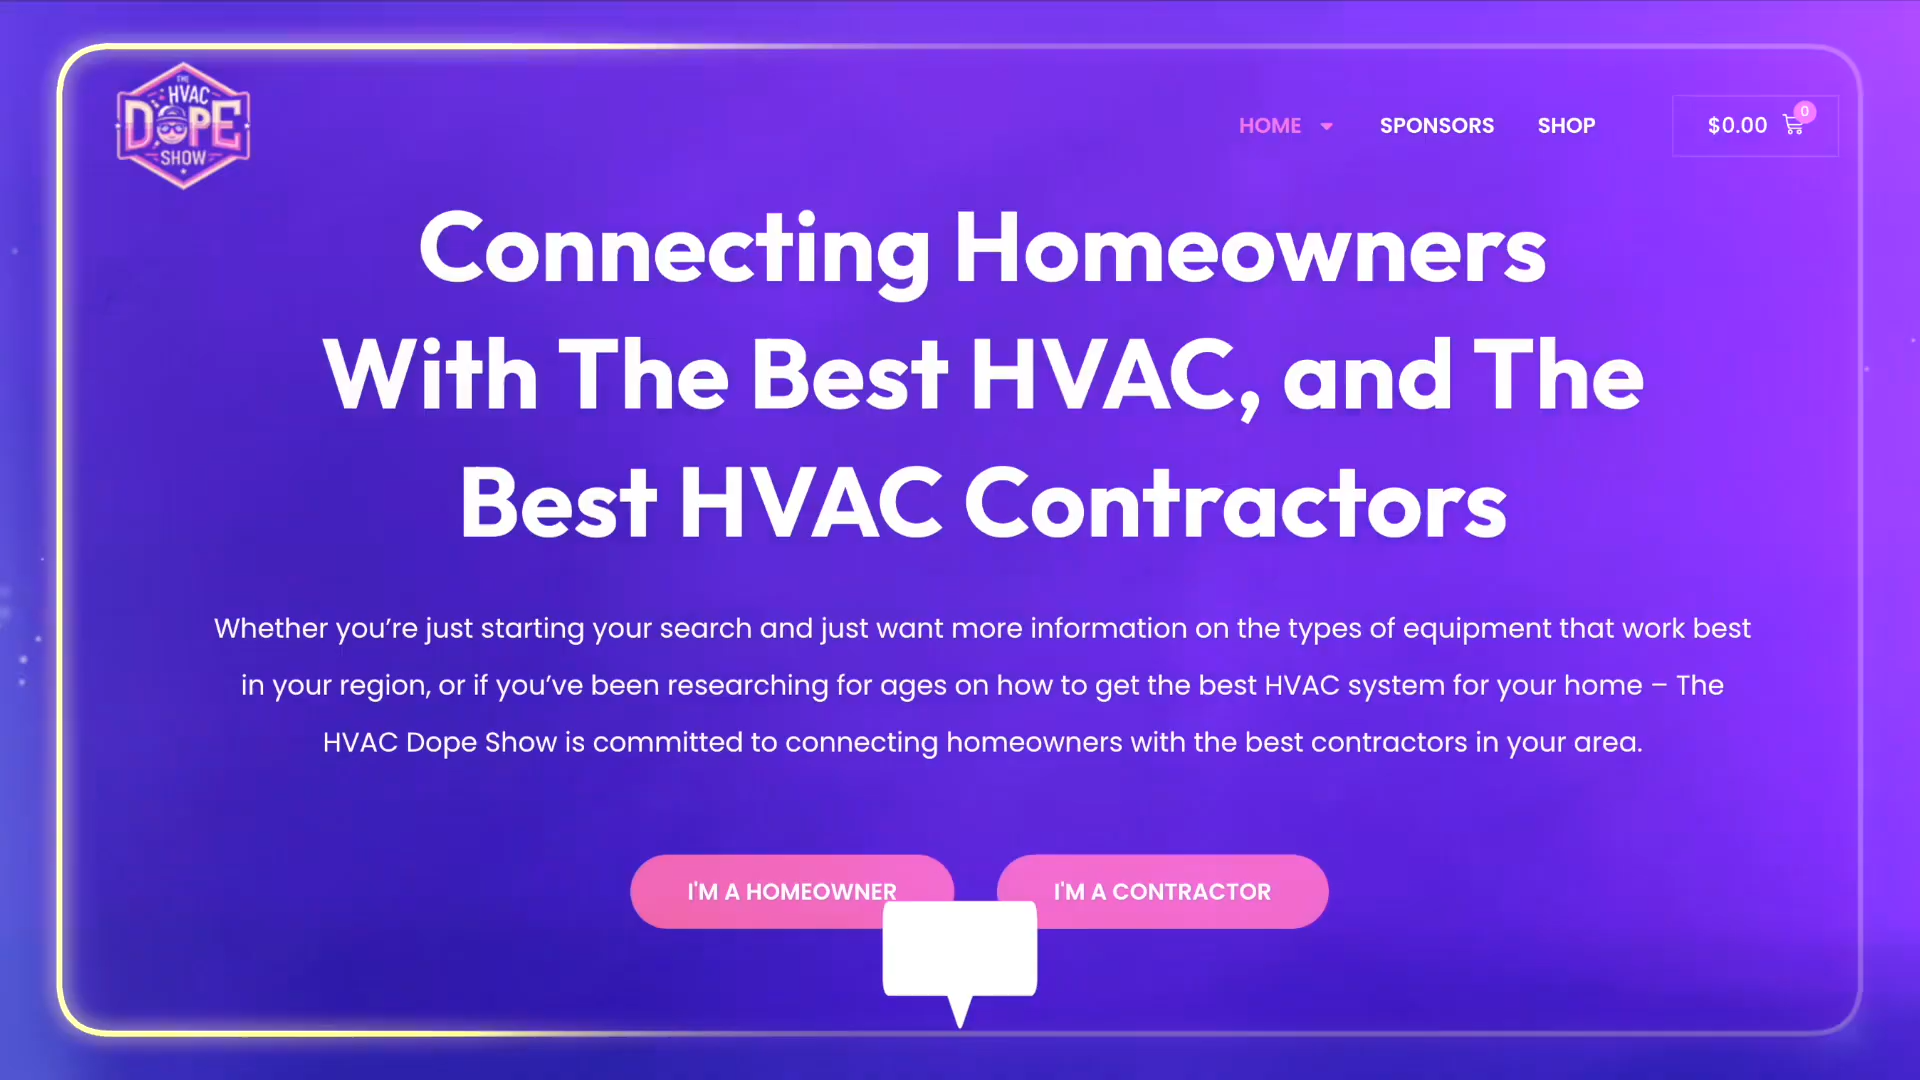 THE
HVAC
DOPE
SHOW
HOME
SPONSORS
SHOP
$0.00
0
Connecting Homeowners
With The Best HVAC, and The
Best HVAC Contractors
Whether you’re just starting your search and just want more information on the types of equipment that work best
in your region, or if you’ve been researching for ages on how to get the best HVAC system for your home – The
HVAC Dope Show is committed to connecting homeowners with the best contractors in your area.
I'M A HOMEOWNER
I'M A CONTRACTOR